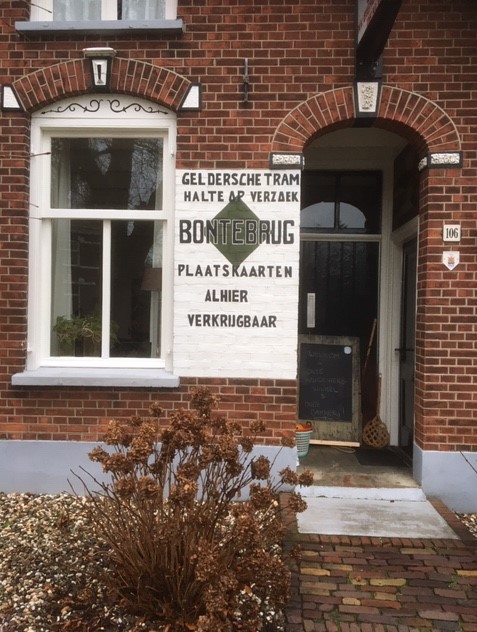 GELDERSCHE TRAM
HALTE OP VERZOEK
BONTEBRUG
PLAATSKAARTEN
ALHIER
VERKRIJGBAAR
106